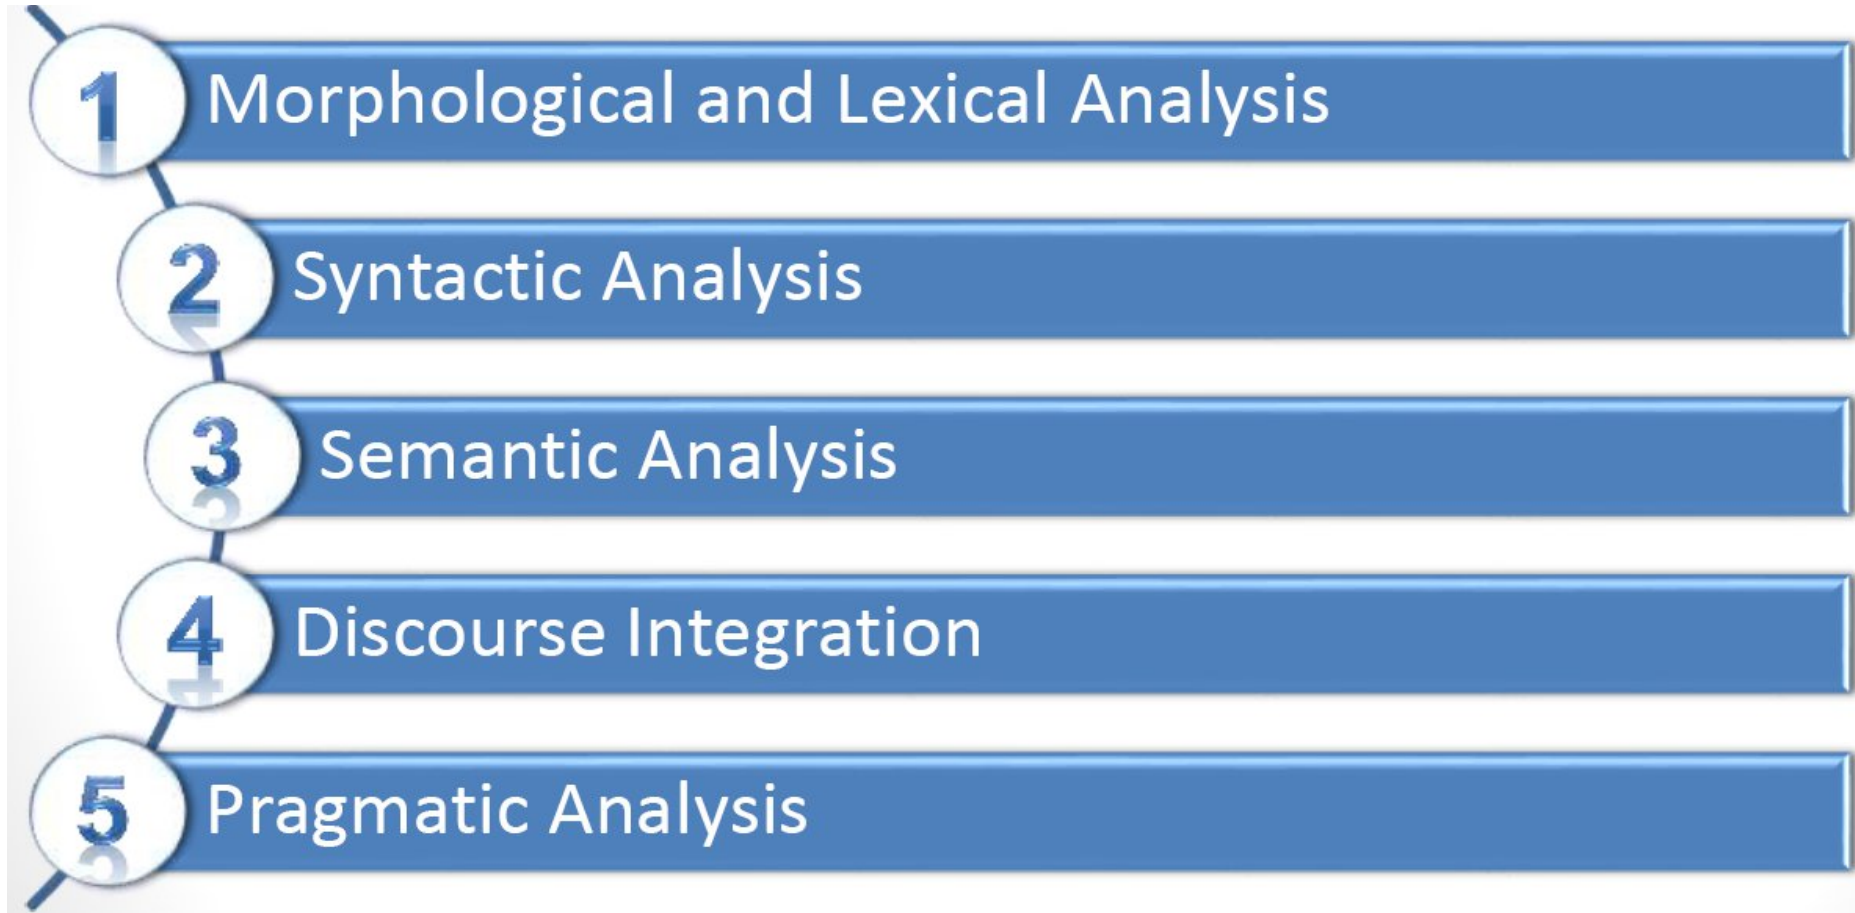 1 Morphological and Lexical Analysis
2 Syntactic Analysis
3 Semantic Analysis
4 Discourse Integration
5 Pragmatic Analysis